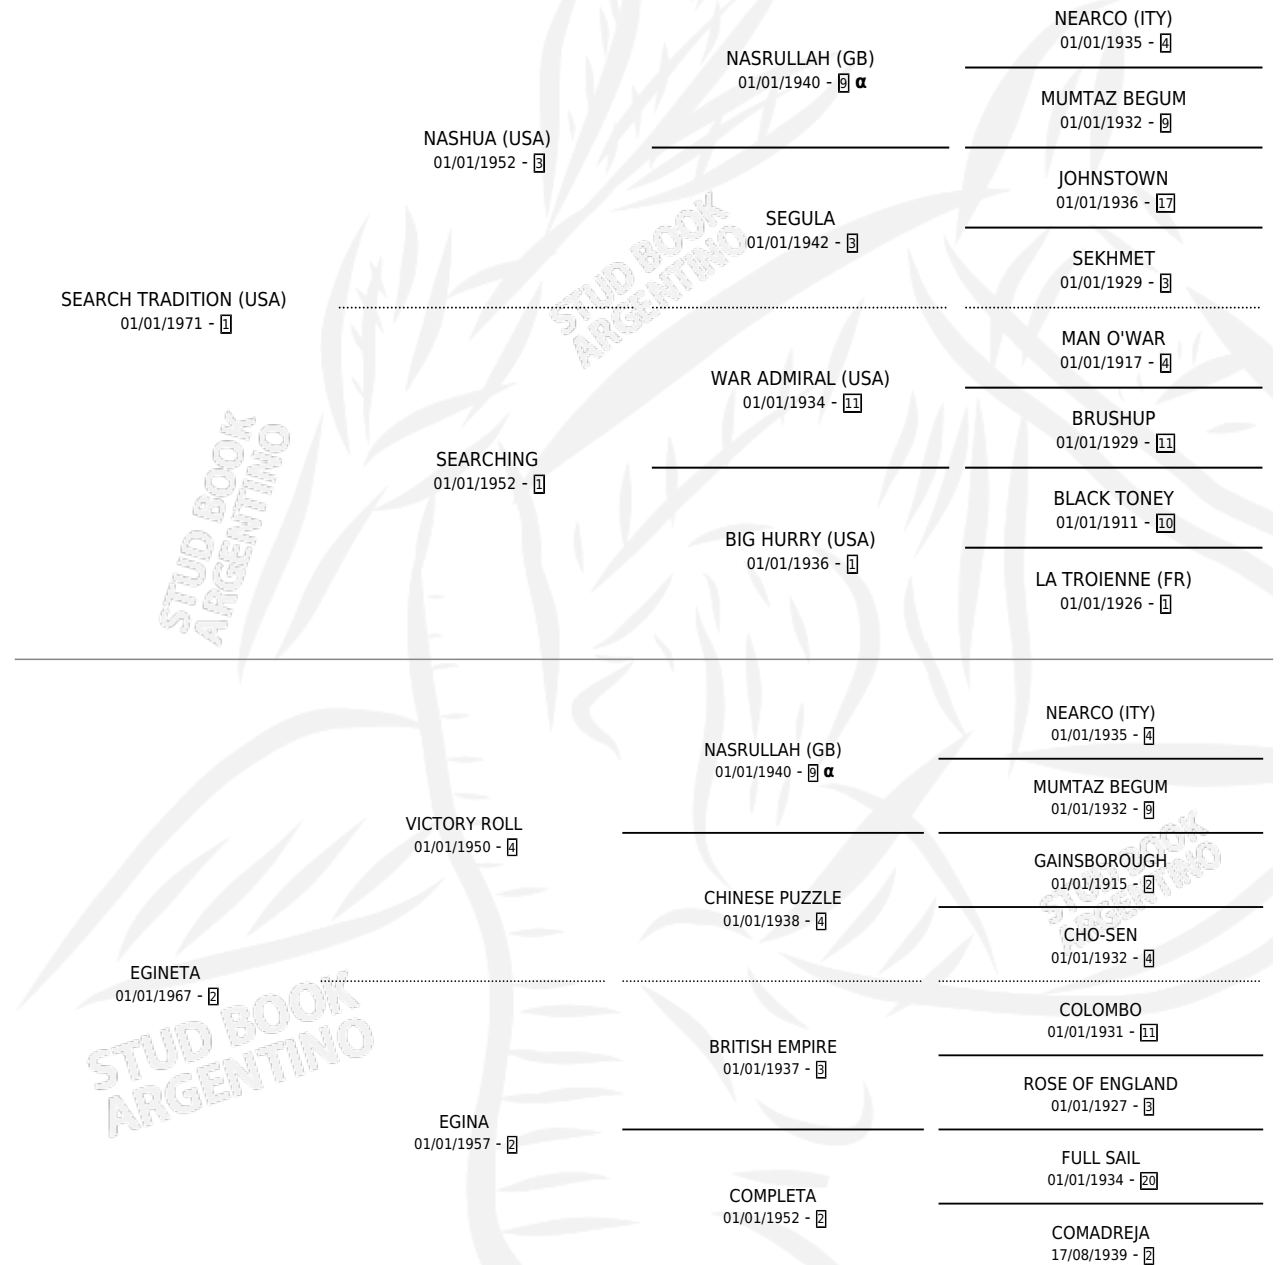 SEARCH TRADITION (USA)
01/01/1971 - 1
NASHUA (USA)
01/01/1952 - 3
SEARCHING
01/01/1952 - 1
NASRULLAH (GB)
01/01/1940 - 9 α
SEGULA
01/01/1942 - 3
WAR ADMIRAL (USA)
01/01/1934 - 11
BIG HURRY (USA)
01/01/1936 - 1
NEARCO (ITY)
01/01/1935 - 4
MUMTAZ BEGUM
01/01/1932 - 9
JOHNSTOWN
01/01/1936 - 17
SEKHMET
01/01/1929 - 3
MAN O'WAR
01/01/1917 - 4
BRUSHUP
01/01/1929 - 11
BLACK TONEY
01/01/1911 - 10
LA TROIENNE (FR)
01/01/1926 - 1
EGINETA
01/01/1967 - 2
VICTORY ROLL
01/01/1950 - 4
EGINA
01/01/1957 - 2
NASRULLAH (GB)
01/01/1940 - 9 α
CHINESE PUZZLE
01/01/1938 - 4
BRITISH EMPIRE
01/01/1937 - 3
COMPLETA
01/01/1952 - 2
NEARCO (ITY)
01/01/1935 - 4
MUMTAZ BEGUM
01/01/1932 - 9
GAINSBOROUGH
01/01/1915 - 2
CHO-SEN
01/01/1932 - 4
COLOMBO
01/01/1931 - 11
ROSE OF ENGLAND
01/01/1927 - 3
FULL SAIL
01/01/1934 - 20
COMADREJA
17/08/1939 - 2
STUD BOOK
ARGENTINO
STUD BOOK
ARGENTINO
STUD BOOK
ARGENTINO
STUD BOOK
ARGENTINO